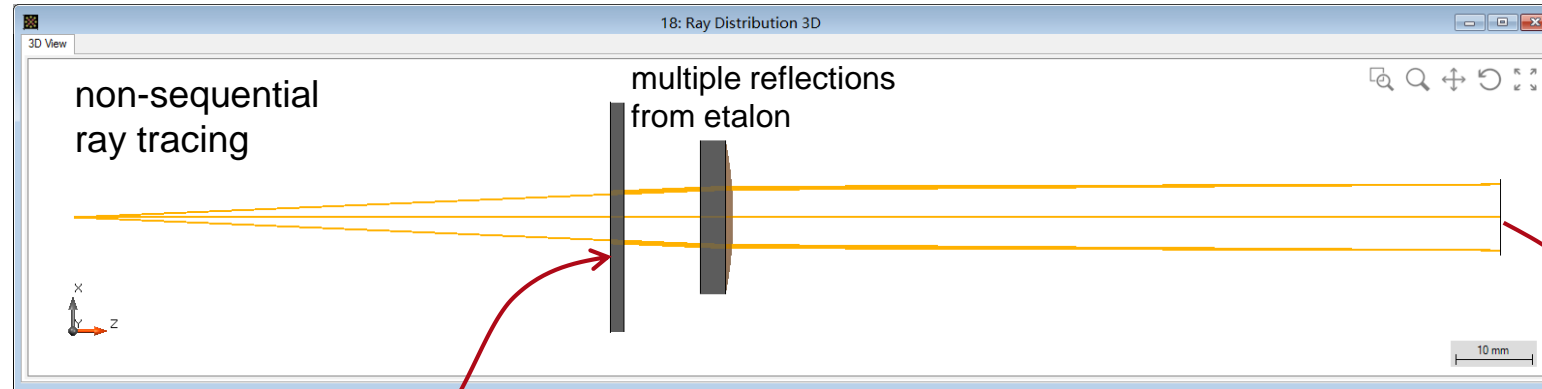 18: Ray Distribution 3D
3D View
non-sequential
ray tracing
multiple reflections
from etalon
X
Y
Z
10 mm